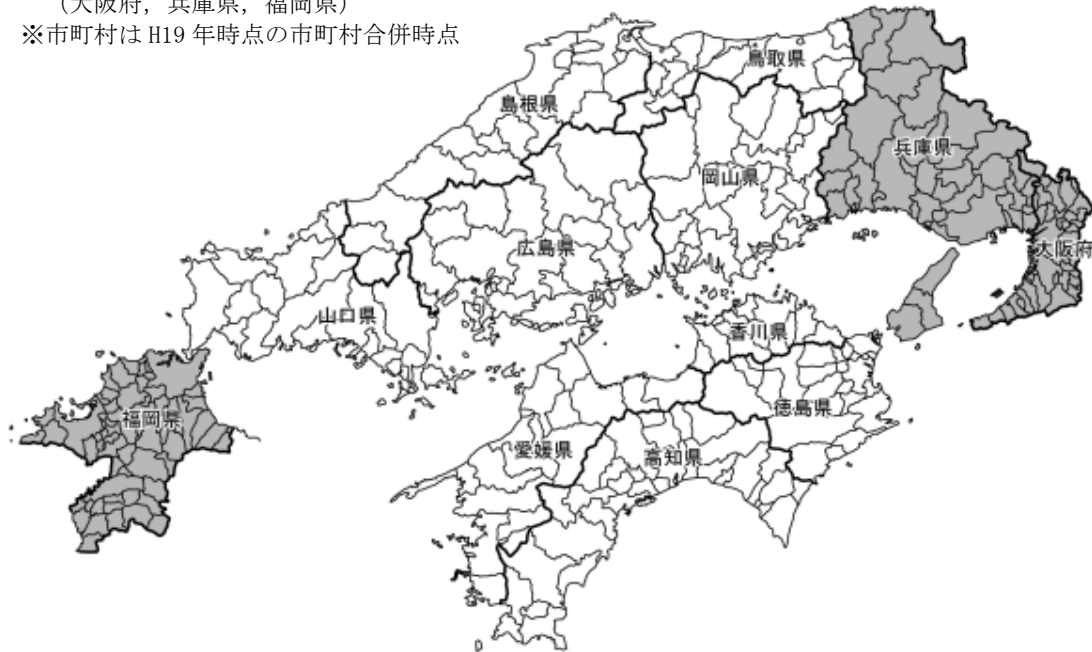 （大阪府，兵庫県，福岡県）
※市町村は H19 年時点の市町村合併時点
鳥取県
島根県
兵庫県
岡山県
広島県
大阪府
山口県
香川県
徳島県
福岡県
愛媛県
高知県